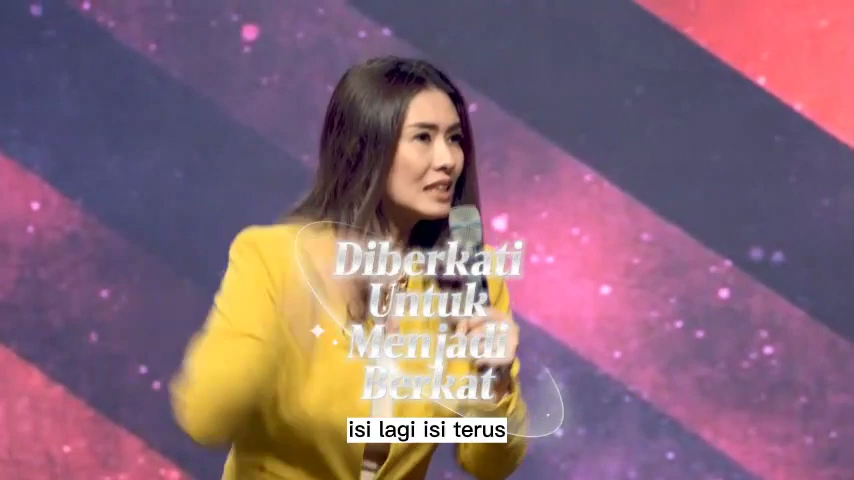 Diberkati
Untuk
Menjadi
Berkat
isi lagi isi terus